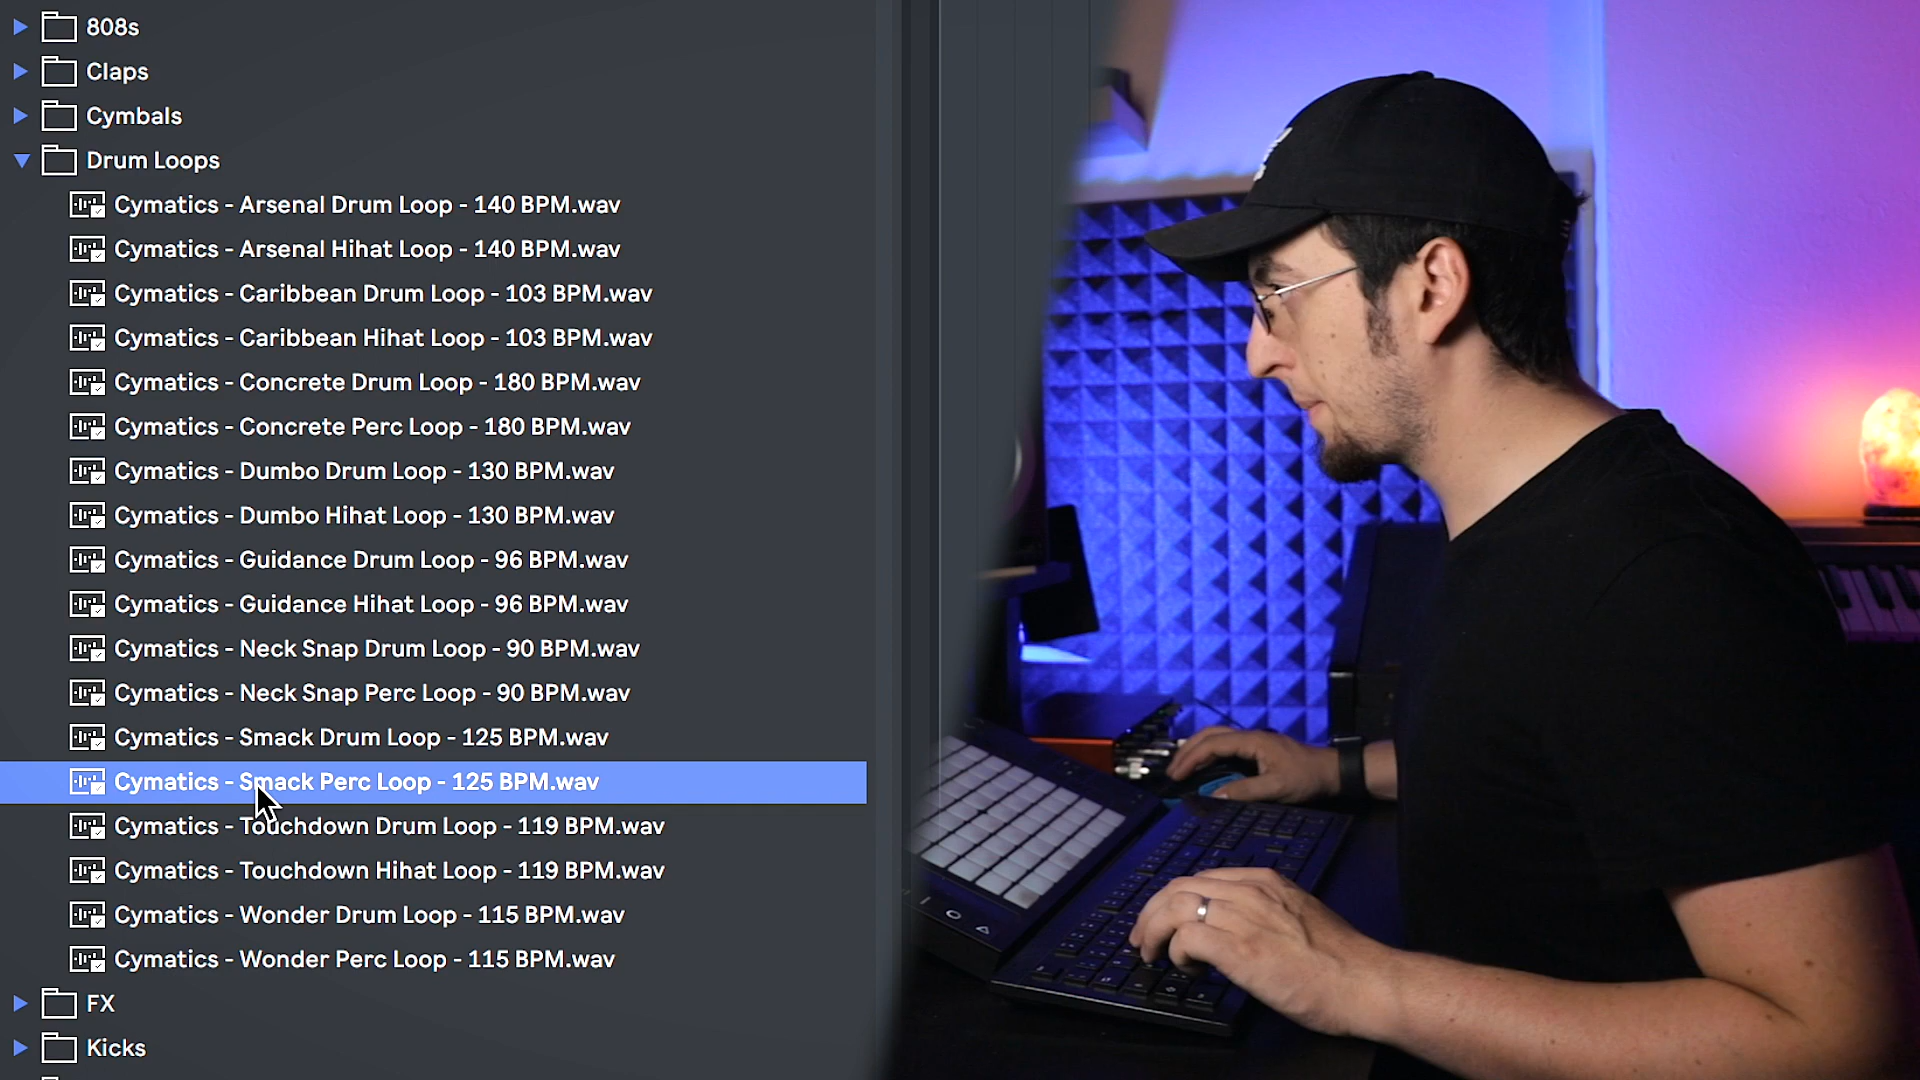 808s
Claps
Cymbals
Drum Loops
Cymatics - Arsenal Drum Loop - 140 BPM.wav
Cymatics - Arsenal Hihat Loop - 140 BPM.wav
Cymatics - Caribbean Drum Loop - 103 BPM.wav
Cymatics - Caribbean Hihat Loop - 103 BPM.wav
Cymatics - Concrete Drum Loop - 180 BPM.wav
Cymatics - Concrete Perc Loop - 180 BPM.wav
Cymatics - Dumbo Drum Loop - 130 BPM.wav
Cymatics - Dumbo Hihat Loop - 130 BPM.wav
Cymatics - Guidance Drum Loop - 96 BPM.wav
Cymatics - Guidance Hihat Loop - 96 BPM.wav
Cymatics - Neck Snap Drum Loop - 90 BPM.wav
Cymatics - Neck Snap Perc Loop - 90 BPM.wav
Cymatics - Smack Drum Loop - 125 BPM.wav
Cymatics - Smack Perc Loop - 125 BPM.wav
Cymatics - Touchdown Drum Loop - 119 BPM.wav
Cymatics - Touchdown Hihat Loop - 119 BPM.wav
Cymatics - Wonder Drum Loop - 115 BPM.wav
Cymatics - Wonder Perc Loop - 115 BPM.wav
FX
Kicks